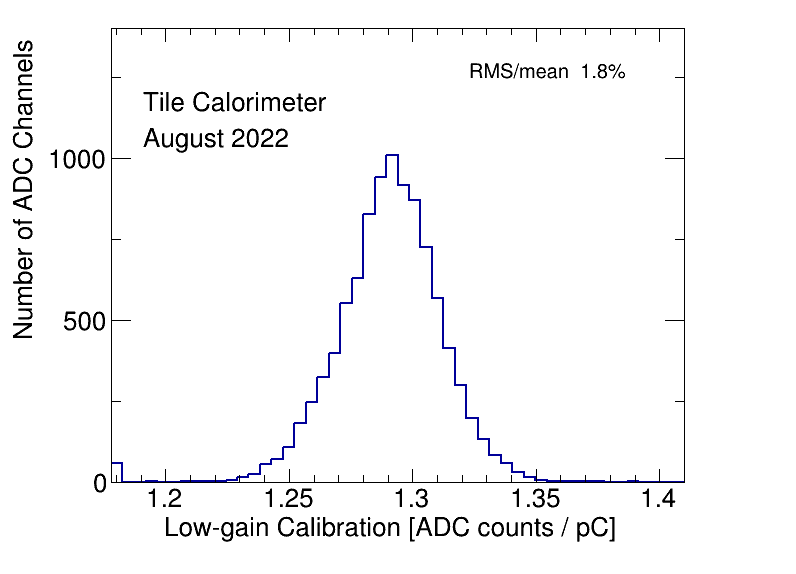 RMS/mean 1.8%
Tile Calorimeter
August 2022
Number of ADC Channels
1000
500
0
1.2 1.25 1.3 1.35 1.4
Low-gain Calibration [ADC counts / pC]